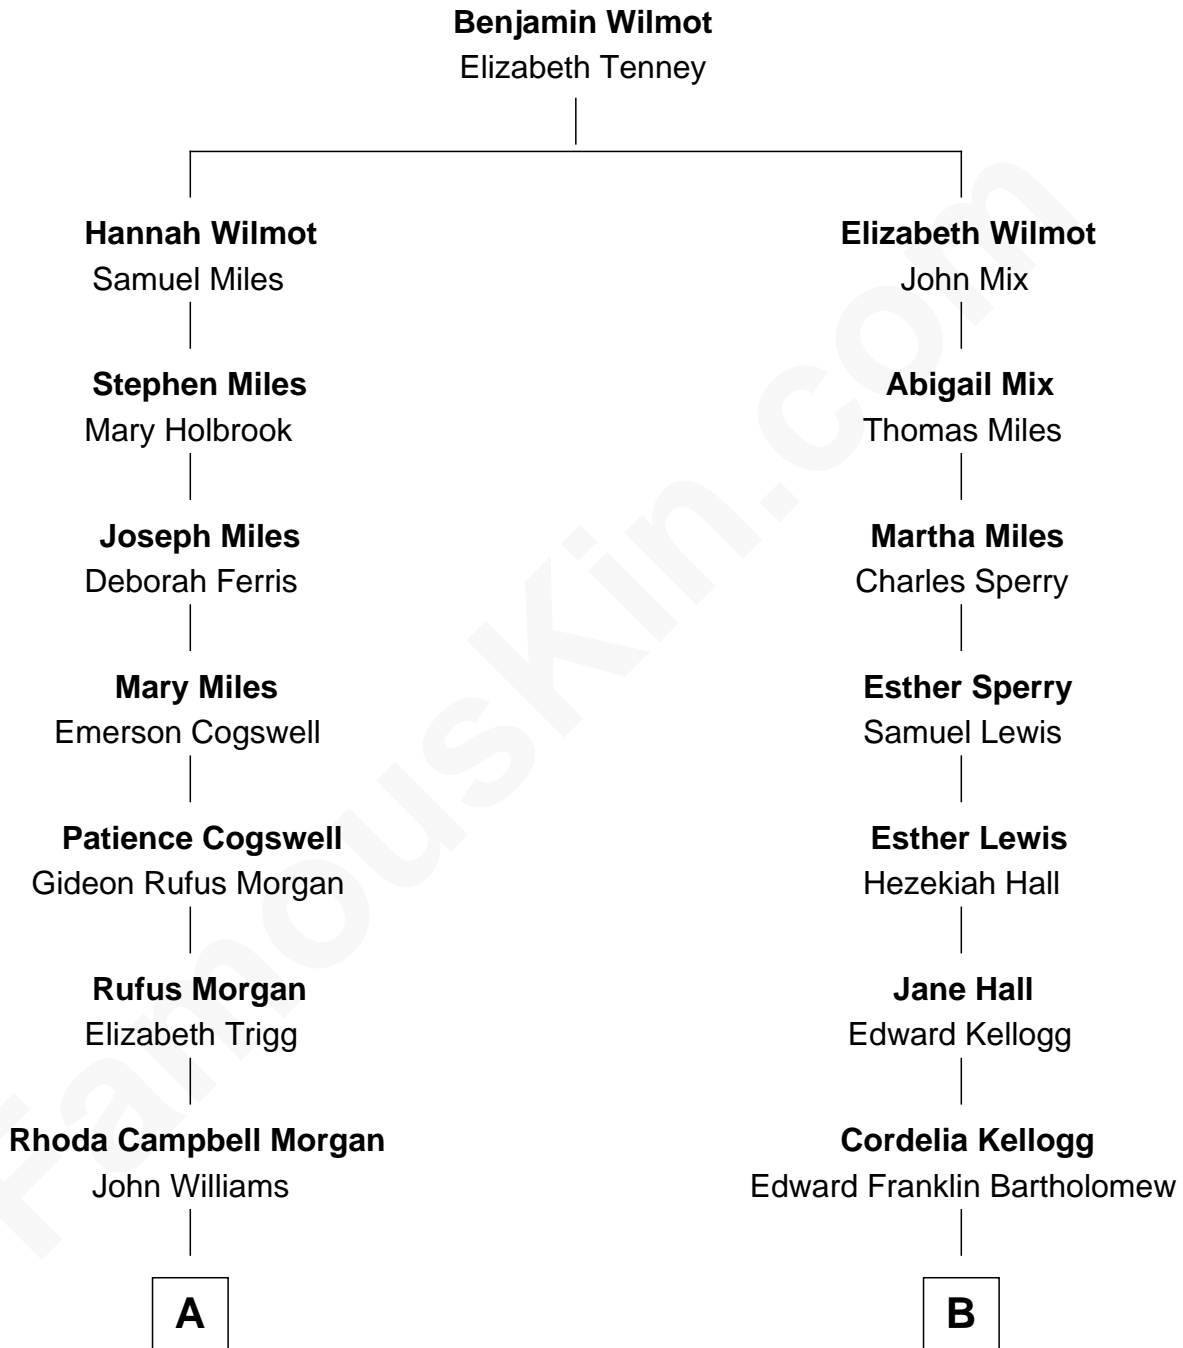 Benjamin Wilmot
Elizabeth Tenney
Hannah Wilmot
Samuel Miles
Stephen Miles
Mary Holbrook
Joseph Miles
Deborah Ferris
Mary Miles
Emerson Cogswell
Patience Cogswell
Gideon Rufus Morgan
Rufus Morgan
Elizabeth Trigg
Rhoda Campbell Morgan
John Williams
A
Elizabeth Wilmot
John Mix
Abigail Mix
Thomas Miles
Martha Miles
Charles Sperry
Esther Sperry
Samuel Lewis
Esther Lewis
Hezekiah Hall
Jane Hall
Edward Kellogg
Cordelia Kellogg
Edward Franklin Bartholomew
B
FamousKin.com